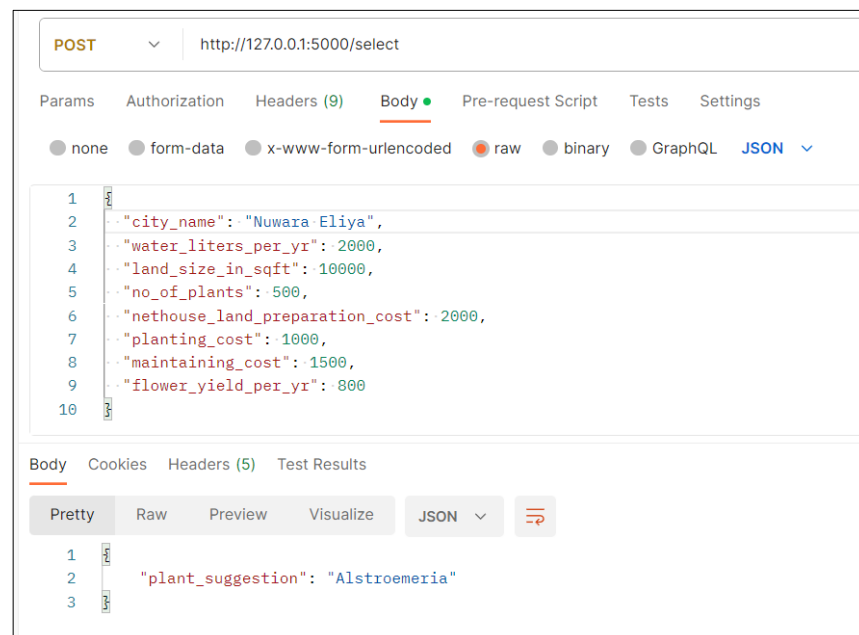 POST http://127.0.0.1:5000/select
Params Authorization Headers (9) Body Pre-request Script Tests Settings
none form-data x-www-form-urlencoded raw binary GraphQL JSON
1 {
2 "city_name": "Nuwara Eliya",
3 "water_liters_per_yr": 2000,
4 "land_size_in_sqft": 10000,
5 "no_of_plants": 500,
6 "nethouse_land_preparation_cost": 2000,
7 "planting_cost": 1000,
8 "maintaining_cost": 1500,
9 "flower_yield_per_yr": 800
10 }
Body Cookies Headers (5) Test Results
Pretty Raw Preview Visualize JSON
1 {
2 "plant_suggestion": "Alstroemeria"
3 }